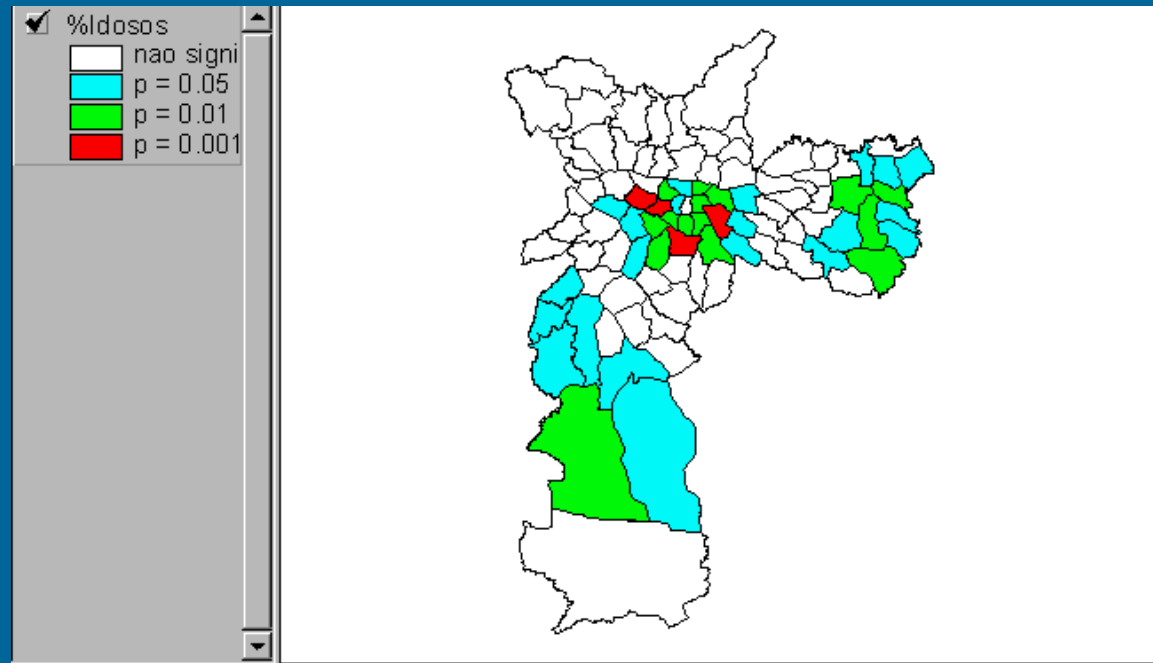 %Idosos
nao signi
p = 0.05
p = 0.01
p = 0.001